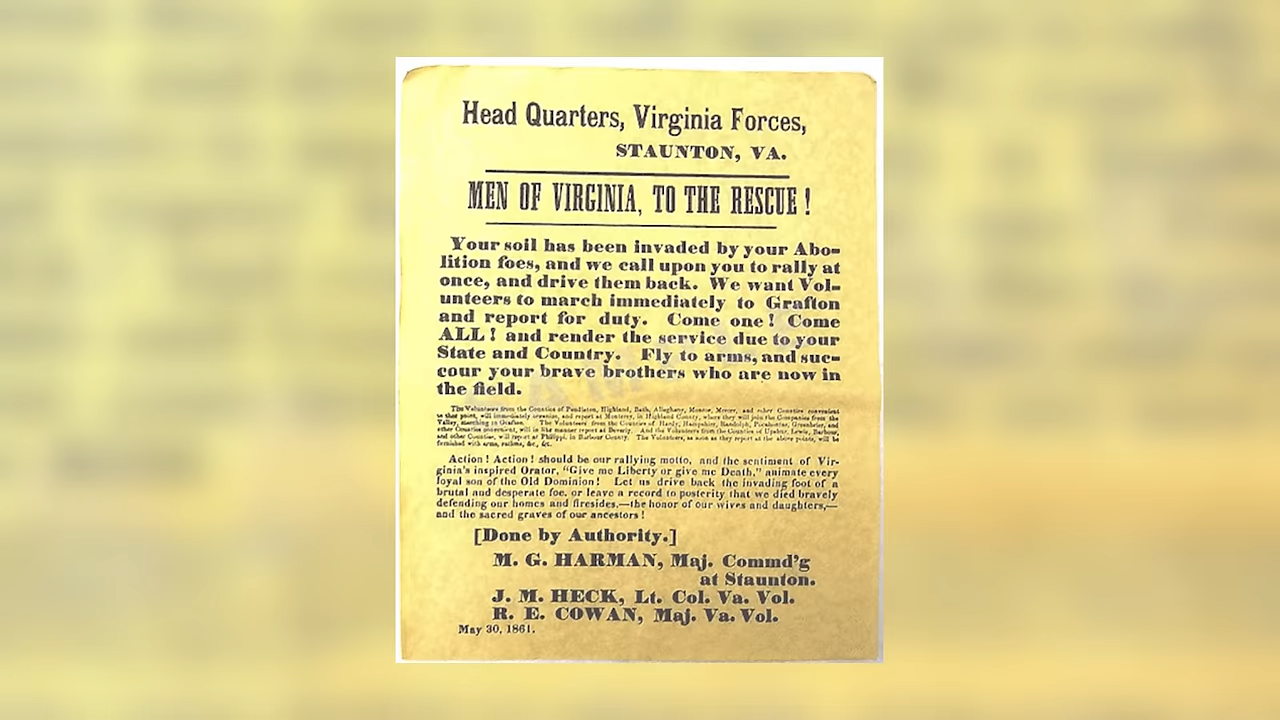 Head Quarters, Virginia Forces,
STAUNTON, VA.
MEN OF VIRGINIA, TO THE RESCUE!
Your soil has been invaded by your Abo-
lition foes, and we call upon you to rally at
once, and drive them back. We want Vol-
unteers to march immediately to Grafton
and report for duty. Come one! Come
ALL! and render the service due to your
State and Country. Fly to arms, and suc-
cour your brave brothers who are now in
the field.
The Volunteers from the Counties of Pendleton, Highland, Bath, Alleghany, Monroe, Mercer, and other Counties convenient
to that point, will immediately organize, and report at Monterey, in Highland County, where they will join the Companies from the
Valley, marching to Grafton. The Volunteers from the Counties of Hardy, Hampshire, Randolph, Pocahontas, Greenbrier, and
other Counties convenient, will in like manner report at Beverly. And the Volunteers from the Counties of Upshur, Lewis, Barbour,
and other Counties, will report at Philippi, in Barbour County. The Volunteers, as soon as they report at the above points, will be
furnished with arms, rations, &c., &c.
Action! Action! should be our rallying motto, and the sentiment of Vir-
ginia's inspired Orator, "Give me Liberty or give me Death," animate every
loyal son of the Old Dominion! Let us drive back the invading foot of a
brutal and desperate foe, or leave a record to posterity that we died bravely
defending our homes and firesides,—the honor of our wives and daughters,—
and the sacred graves of our ancestors!
[Done by Authority.]
M. G. HARMAN, Maj. Commd'g
at Staunton.
J. M. HECK, Lt. Col. Va. Vol.
R. E. COWAN, Maj. Va. Vol.
May 30, 1861.